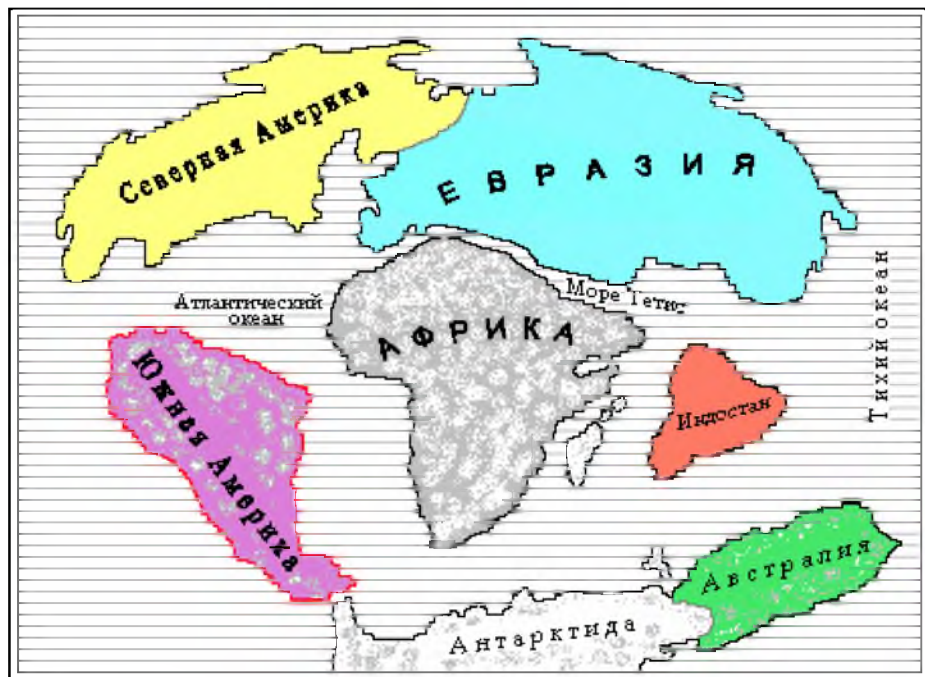 Северная Америка
ЕВРАЗИЯ
Атлантический
океан
Море Тетис
АФРИКА
Тихий океан
Южная Америка
Индостан
Австралия
Антарктида